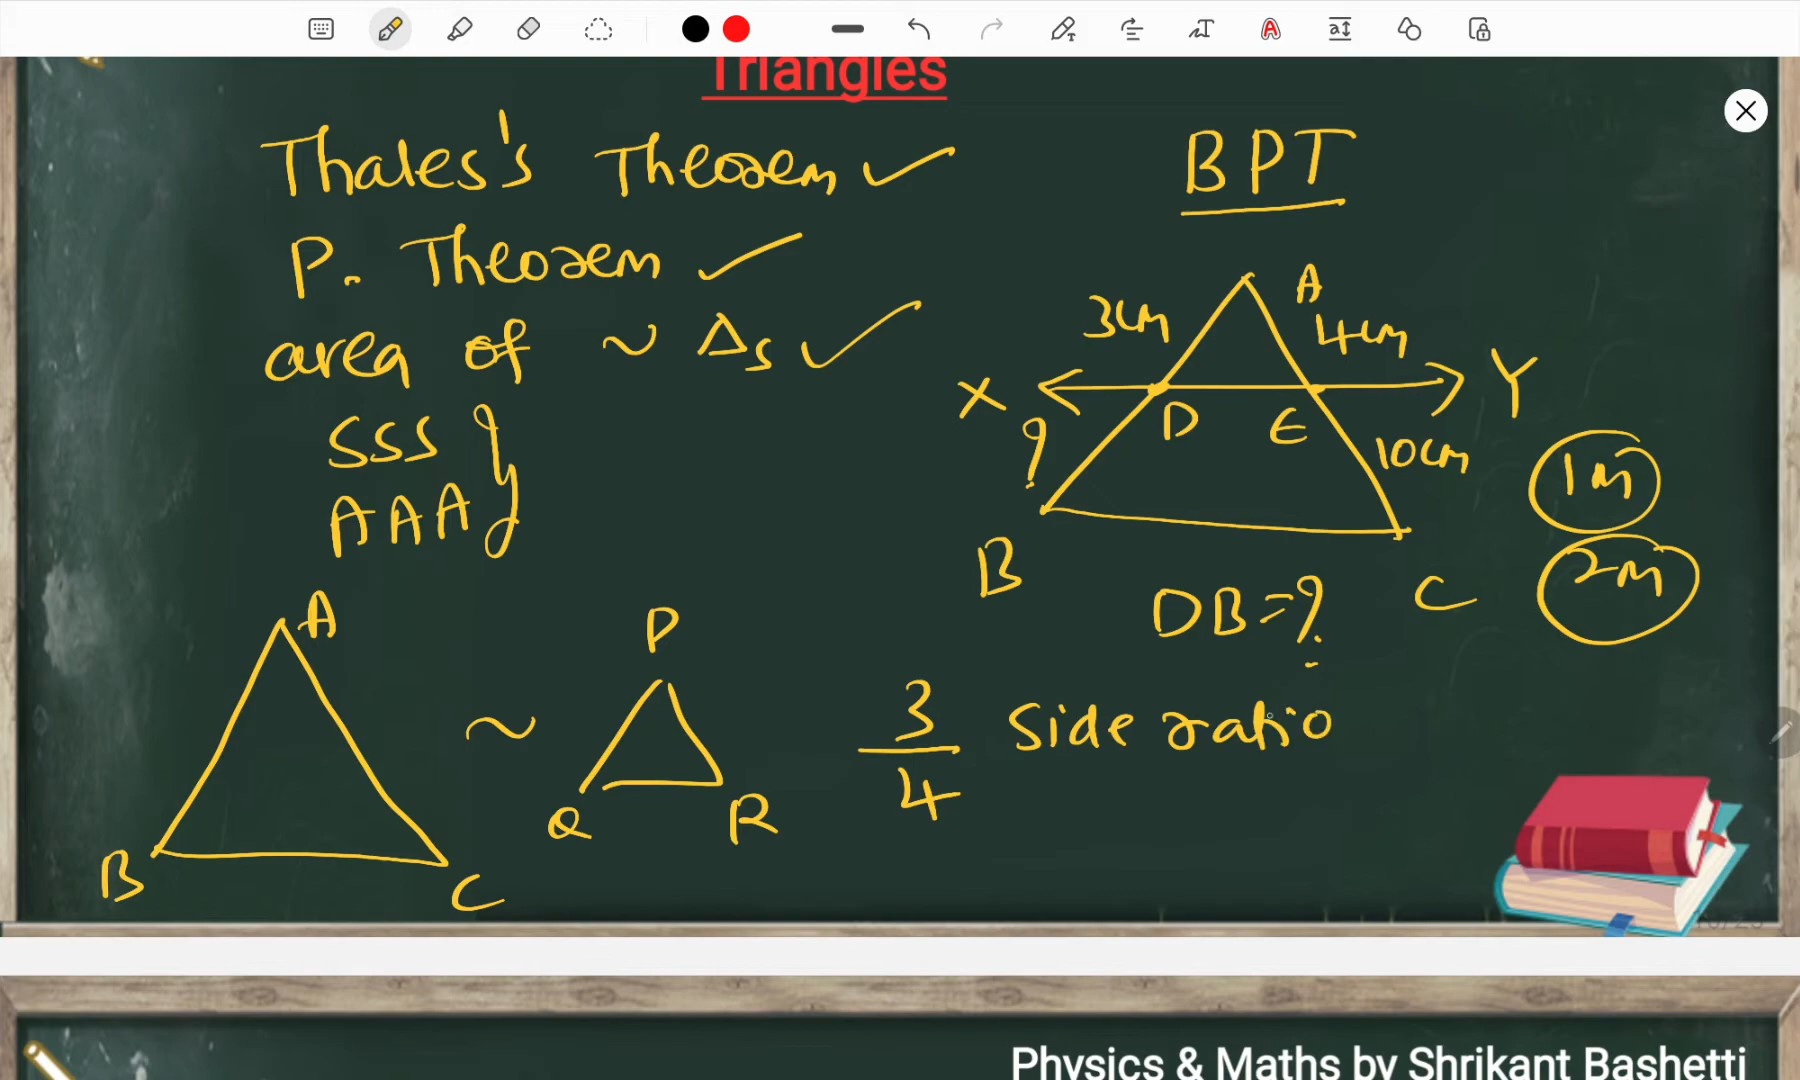 Triangles
Thales's Theorem ✓
P. Theorem ✓
area of ~ Δs ✓
SSS }
AAA
BPT
A
3cm
4cm
X
Y
D
E
?
10cm
B
C
DB=?
1M
2M
A
B
C
~
P
Q
R
3
4
Side ratio
Physics & Maths by Shrikant Bashetti